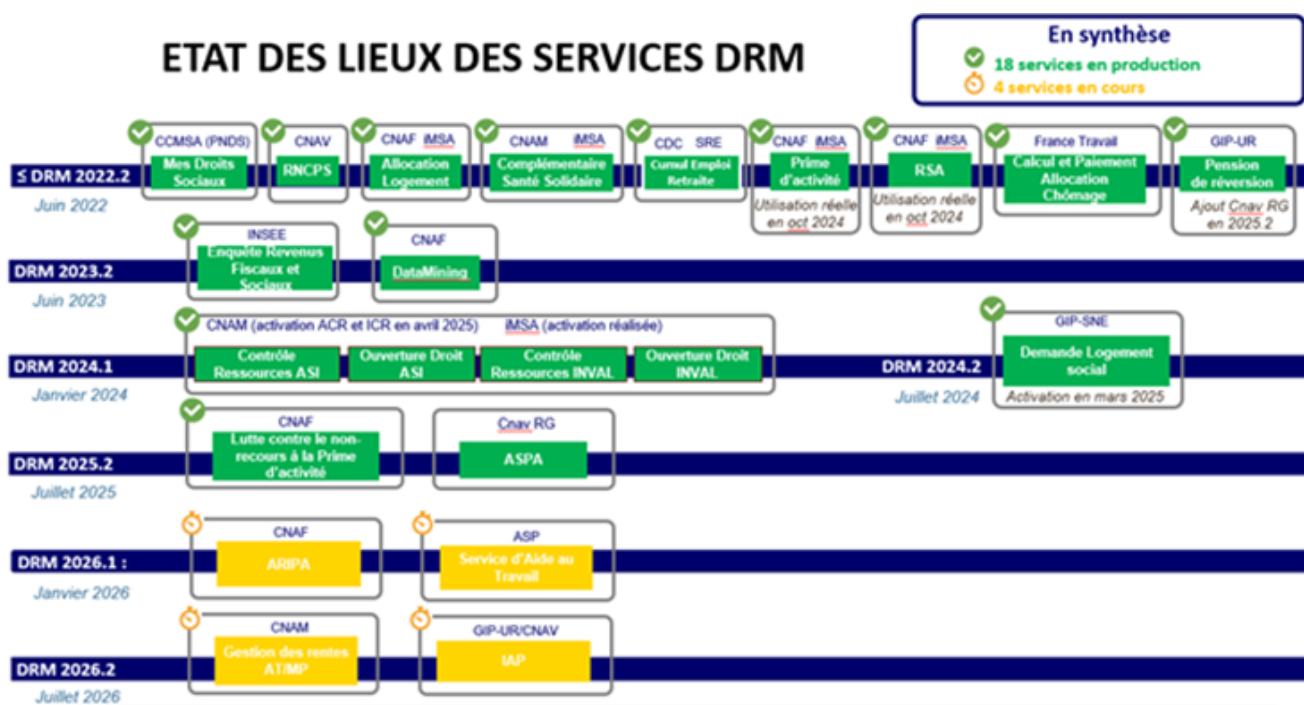 ETAT DES LIEUX DES SERVICES DRM
En synthèse
18 services en production
4 services en cours
≤ DRM 2022.2
Juin 2022
CCMSA (PNDS)
Mes Droits
Sociaux
CNAV
RNCPS
CNAF iMSA
Allocation
Logement
CNAM iMSA
Complémentaire
Santé Solidaire
CDC SRE
Cumul Emploi
Retraite
CNAF iMSA
Prime
d'activité
Utilisation réelle
en oct 2024
CNAF iMSA
RSA
Utilisation réelle
en oct 2024
France Travail
Calcul et Paiement
Allocation
Chômage
GIP-UR
Pension
de réversion
Ajout Cnav RG
en 2025.2
DRM 2023.2
Juin 2023
INSEE
Enquête Revenus
Fiscaux et
Sociaux
CNAF
DataMining
DRM 2024.1
Janvier 2024
CNAM (activation ACR et ICR en avril 2025) iMSA (activation réalisée)
Contrôle
Ressources ASI
Ouverture Droit
ASI
Contrôle
Ressources INVAL
Ouverture Droit
INVAL
DRM 2024.2
Juillet 2024
GIP-SNE
Demande Logement
social
Activation en mars 2025
DRM 2025.2
Juillet 2025
CNAF
Lutte contre le non-
recours à la Prime
d'activité
Cnav RG
ASPA
DRM 2026.1 :
Janvier 2026
CNAF
ARIPA
ASP
Service d'Aide au
Travail
DRM 2026.2
Juillet 2026
CNAM
Gestion des rentes
AT/MP
GIP-UR/CNAV
IAP